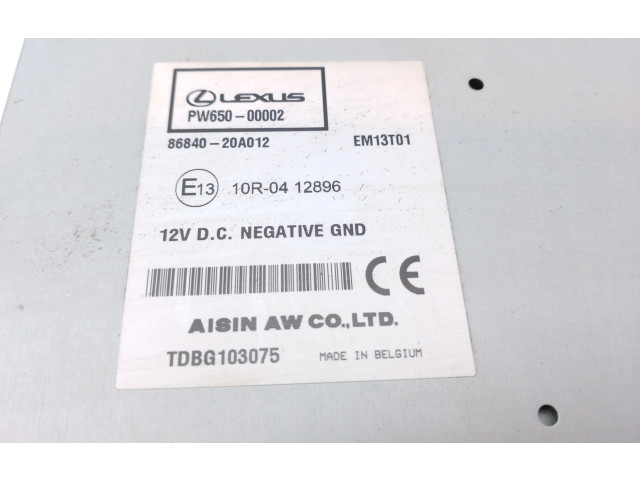 LEXUS
PW650-00002
86840-20A012 EM13T01
E13 10R-04 12896
12V D.C. NEGATIVE GND
CE
AISIN AW CO.,LTD.
TDBG103075 MADE IN BELGIUM